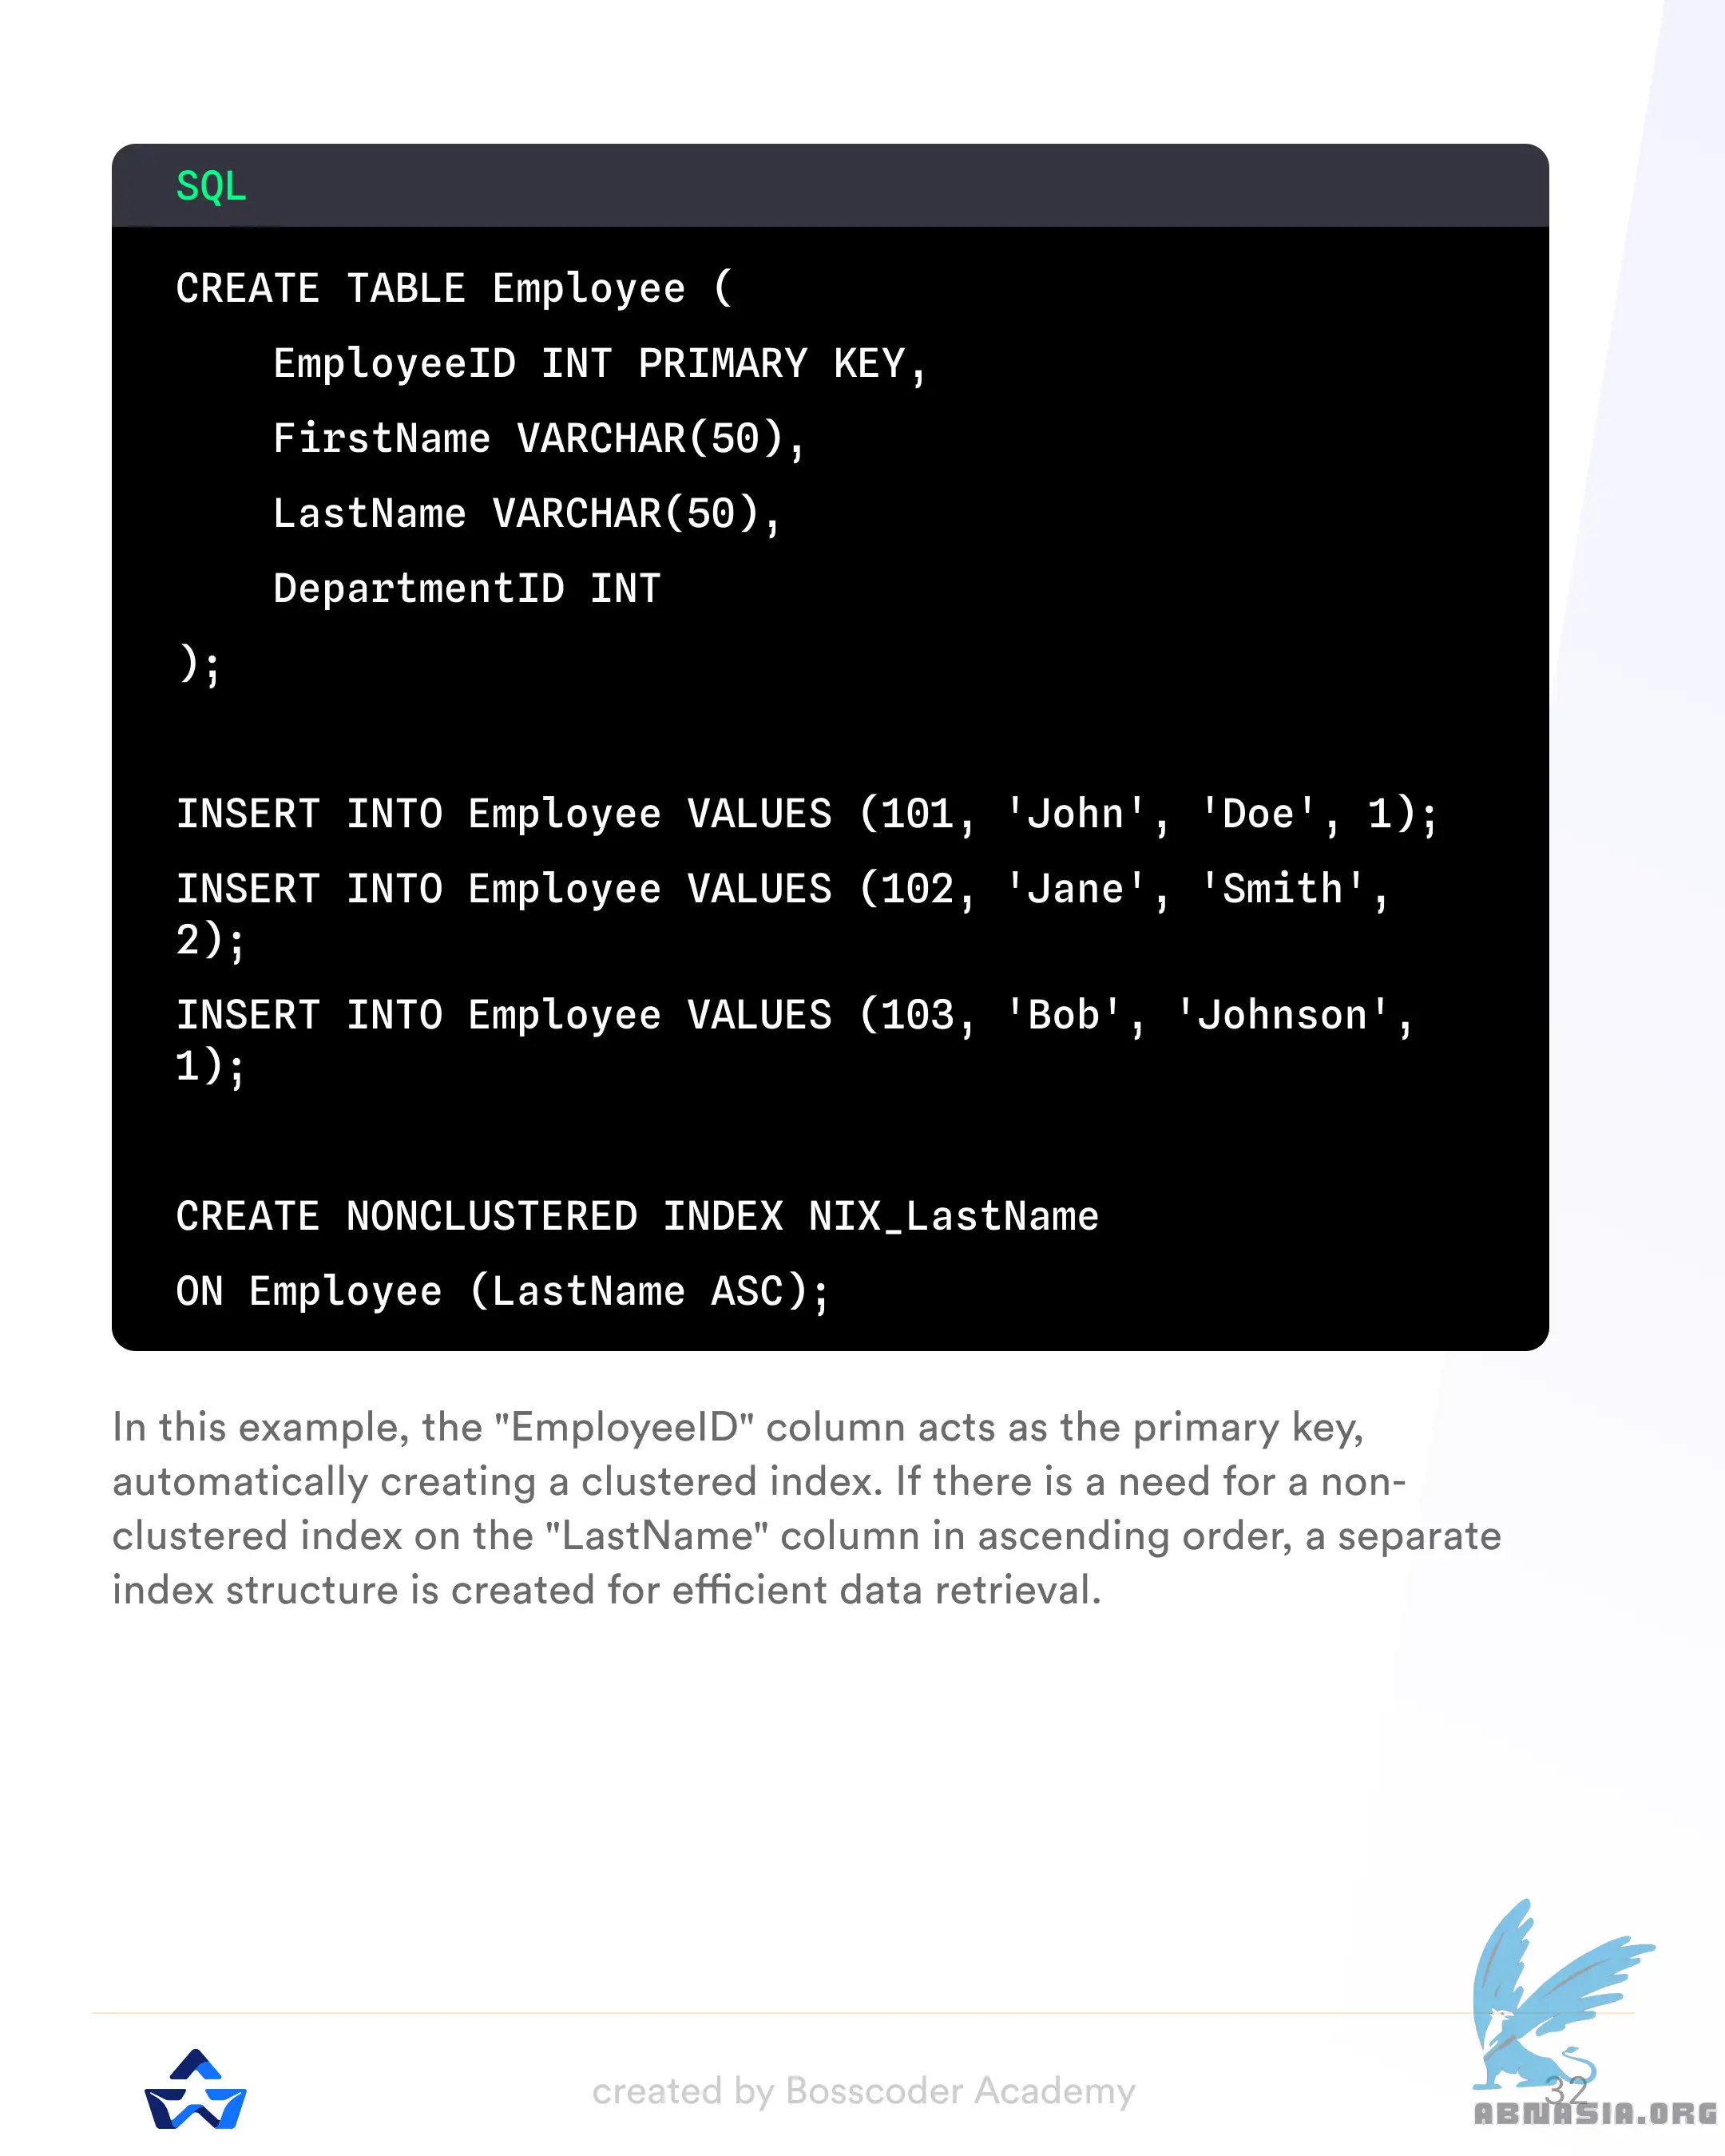 SQL
CREATE TABLE Employee (
    EmployeeID INT PRIMARY KEY,
    FirstName VARCHAR(50),
    LastName VARCHAR(50),
    DepartmentID INT
);
INSERT INTO Employee VALUES (101, 'John', 'Doe', 1);
INSERT INTO Employee VALUES (102, 'Jane', 'Smith',
2);
INSERT INTO Employee VALUES (103, 'Bob', 'Johnson',
1);
CREATE NONCLUSTERED INDEX NIX_LastName
ON Employee (LastName ASC);
In this example, the "EmployeeID" column acts as the primary key,
automatically creating a clustered index. If there is a need for a non-
clustered index on the "LastName" column in ascending order, a separate
index structure is created for efficient data retrieval.
created by Bosscoder Academy
32
ABNASIA.ORG